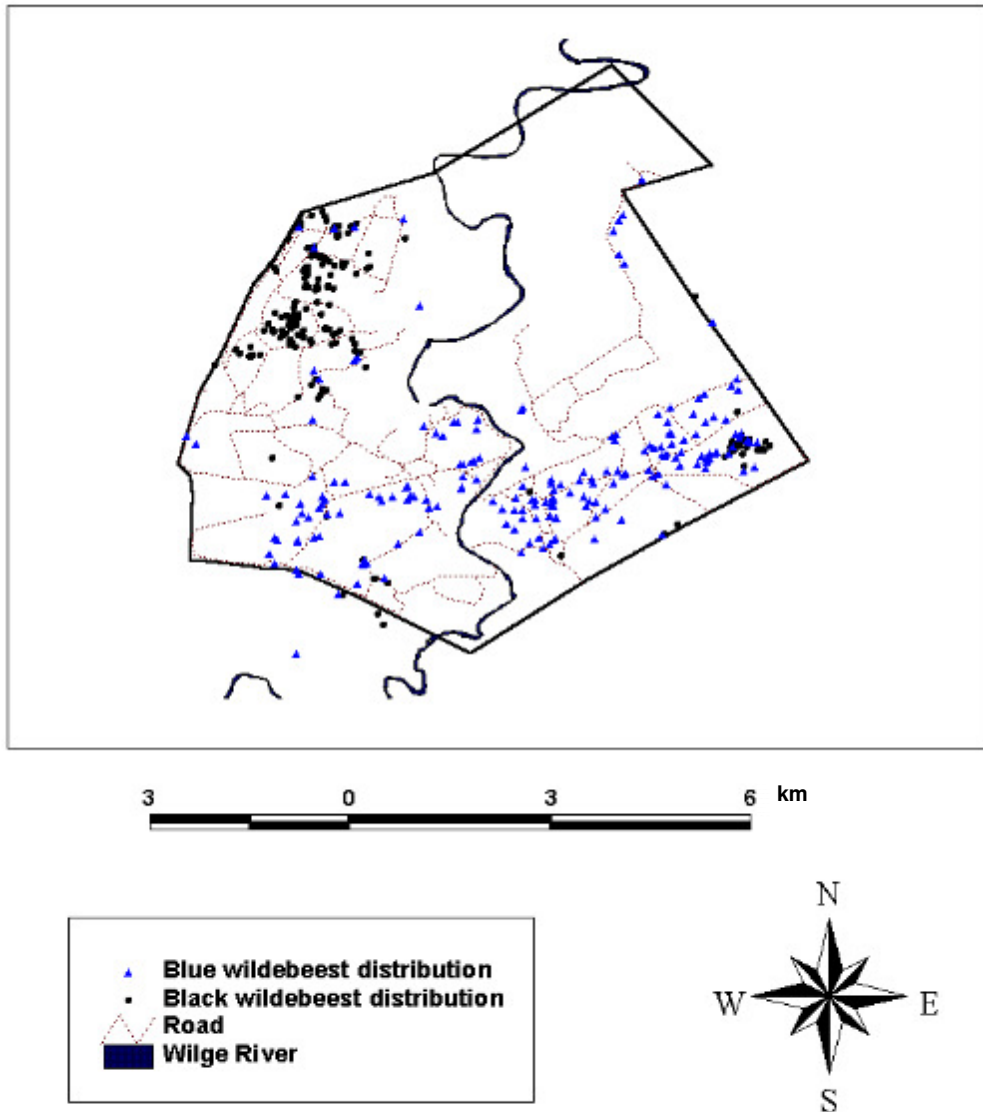 3 0 3 6 km
Blue wildebeest distribution
Black wildebeest distribution
Road
Wilge River
N
W E
S